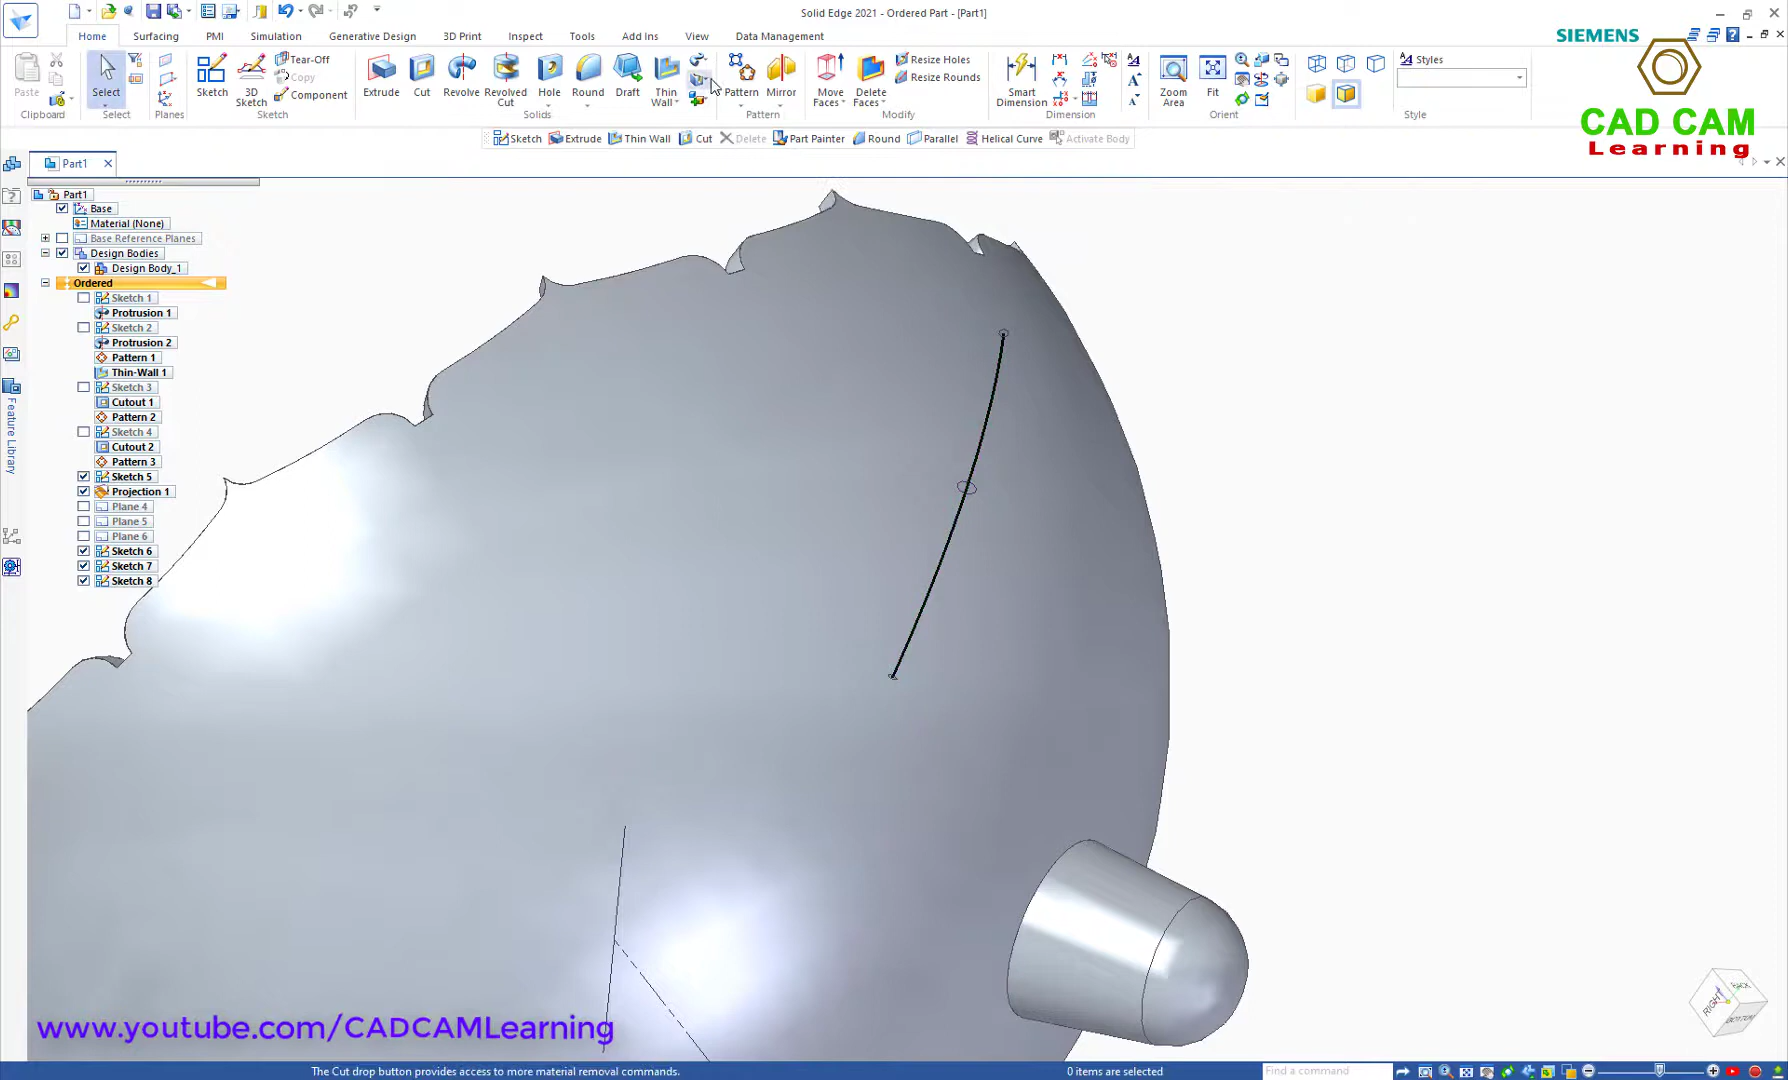 Solid Edge 2021 - Ordered Part - [Part1]
Home
Surfacing
PMI
Simulation
Generative Design
3D Print
Inspect
Tools
Add Ins
View
Data Management
SIEMENS
CAD CAM
Learning
Paste
Select
Sketch
3D Sketch
Tear-Off
Copy
Component
Extrude
Cut
Revolve
Revolved Cut
Hole
Round
Draft
Thin Wall
Pattern
Mirror
Move Faces
Delete Faces
Resize Holes
Resize Rounds
Smart Dimension
Zoom Area
Fit
Styles
Clipboard
Select
Planes
Sketch
Solids
Pattern
Modify
Dimension
Orient
Style
Sketch
Extrude
Thin Wall
Cut
Delete
Part Painter
Round
Parallel
Helical Curve
Activate Body
Part1
Part1
Base
Material (None)
Base Reference Planes
Design Bodies
Design Body_1
Ordered
Sketch 1
Protrusion 1
Sketch 2
Protrusion 2
Pattern 1
Thin-Wall 1
Sketch 3
Cutout 1
Pattern 2
Sketch 4
Cutout 2
Pattern 3
Sketch 5
Projection 1
Plane 4
Plane 5
Plane 6
Sketch 6
Sketch 7
Sketch 8
Feature Library
RIGHT
BACK
BOTTOM
www.youtube.com/CADCAMLearning
The Cut drop button provides access to more material removal commands.
0 items are selected
Find a command